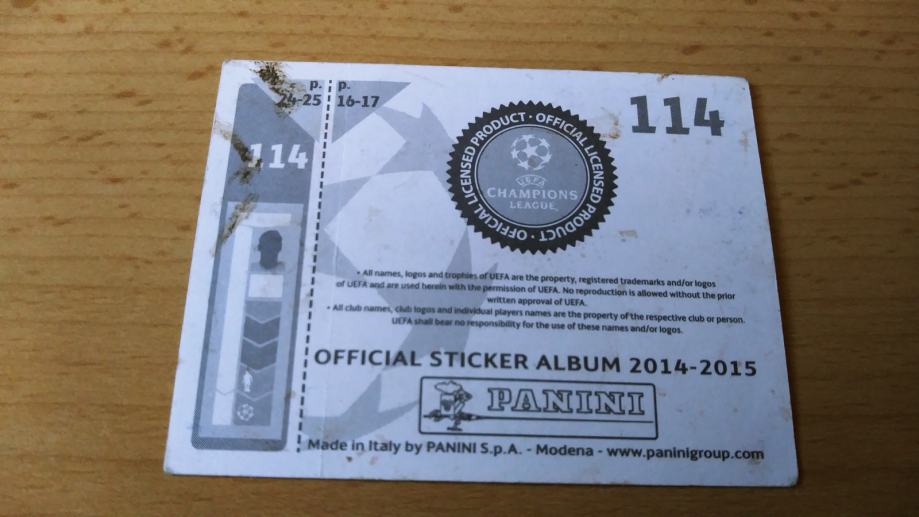 p.
24-25
p.
16-17
114
114
OFFICIAL LICENSED PRODUCT · OFFICIAL LICENSED PRODUCT ·
UEFA
CHAMPIONS
LEAGUE
• All names, logos and trophies of UEFA are the property, registered trademarks and/or logos
of UEFA and are used herein with the permission of UEFA. No reproduction is allowed without the prior
written approval of UEFA.
• All club names, club logos and individual players names are the property of the respective club or person.
UEFA shall bear no responsibility for the use of these names and/or logos.
OFFICIAL STICKER ALBUM 2014-2015
PANINI
Made in Italy by PANINI S.p.A. - Modena - www.paninigroup.com